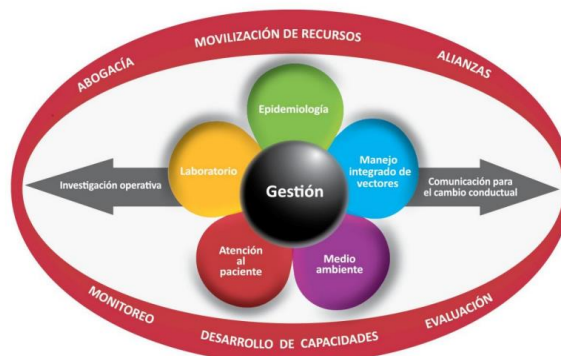 ABOGACÍA
MOVILIZACIÓN DE RECURSOS
ALIANZAS
Epidemiología
Laboratorio
Manejo
integrado de
vectores
Investigación operativa
Gestión
Comunicación para
el cambio conductual
Atención
al
paciente
Medio
ambiente
MONITOREO
DESARROLLO DE CAPACIDADES
EVALUACIÓN